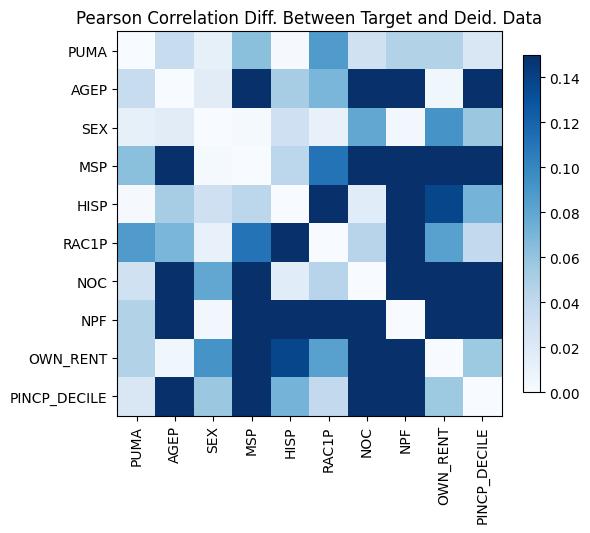 Pearson Correlation Diff. Between Target and Deid. Data
PUMA
AGEP
SEX
MSP
HISP
RAC1P
NOC
NPF
OWN_RENT
PINCP_DECILE
PUMA
AGEP
SEX
MSP
HISP
RAC1P
NOC
NPF
OWN_RENT
PINCP_DECILE
0.14
0.12
0.10
0.08
0.06
0.04
0.02
0.00